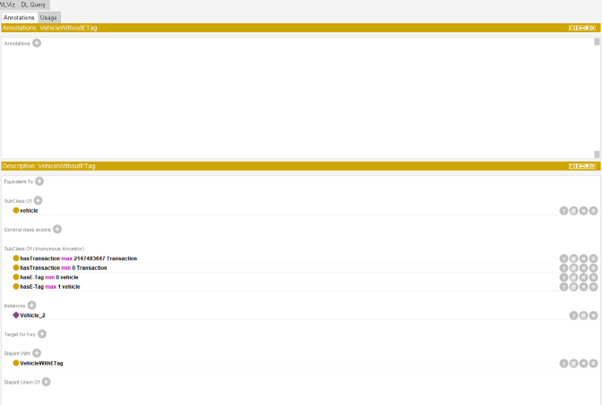 DL Query
Annotations Usage
Annotations: VehicleWithoutETag
Annotations
Description: VehicleWithoutETag
Equivalent To
SubClass Of
vehicle
General class axioms
SubClass Of (Anonymous Ancestor)
hasTransaction max 2147483647 Transaction
hasTransaction min 0 Transaction
hasE-Tag min 0 vehicle
hasE-Tag max 1 vehicle
Instances
Vehicle_2
Target for Key
Disjoint With
VehicleWithETag
Disjoint Union Of